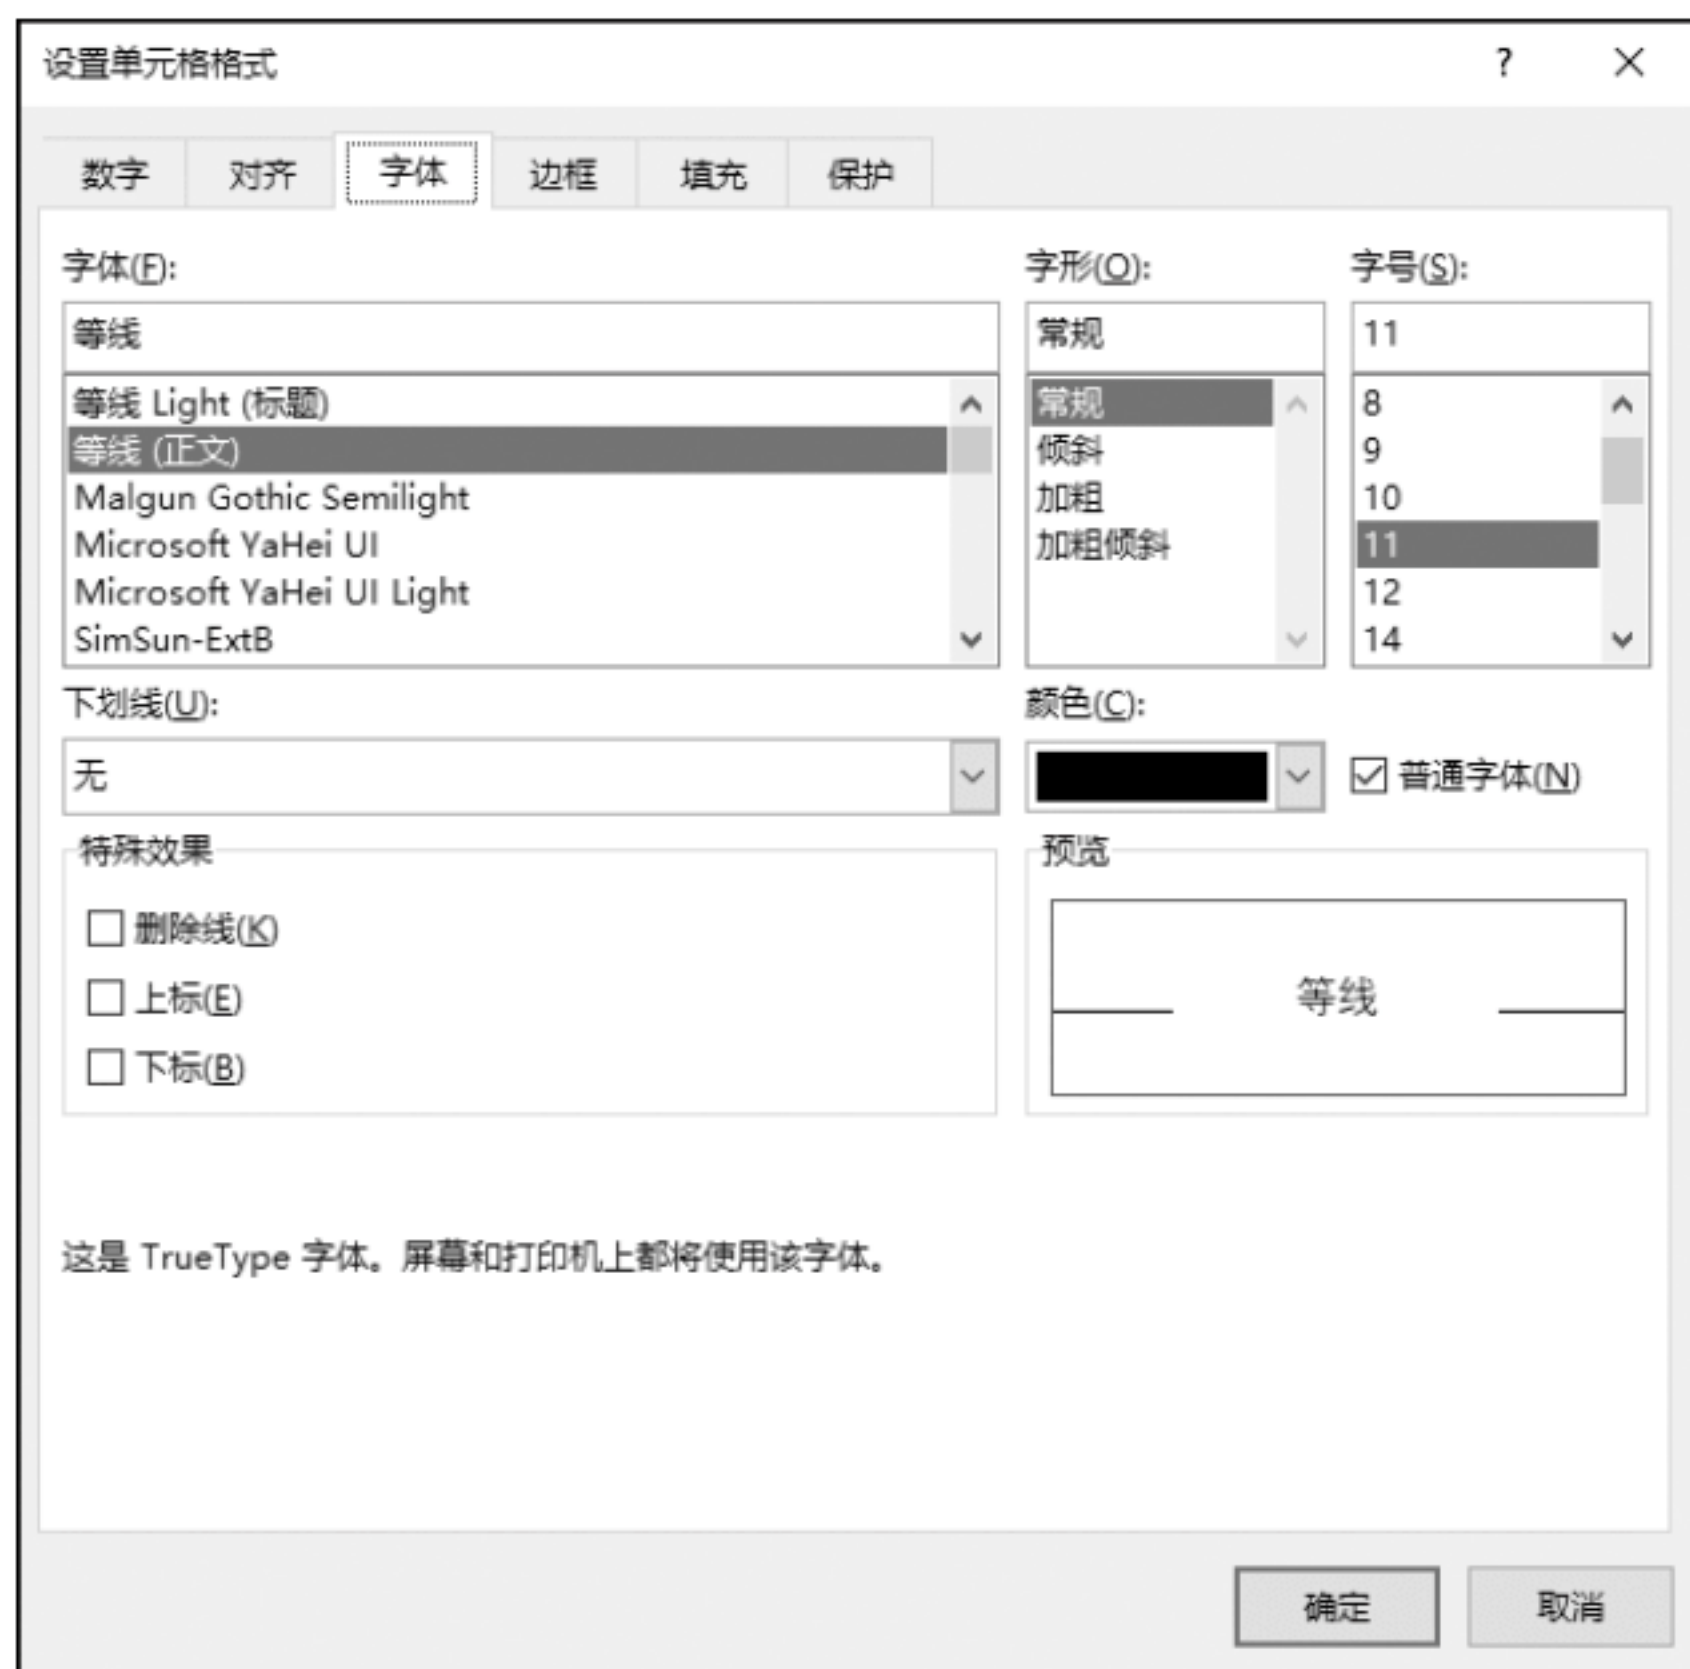 设置单元格格式
?
数字 对齐 字体 边框 填充 保护
字体(F): 字形(O): 字号(S):
等线 常规 11
等线 Light (标题) 常规 8
等线 (正文) 倾斜 9
Malgun Gothic Semilight 加粗 10
Microsoft YaHei UI 加粗倾斜 11
Microsoft YaHei UI Light 12
SimSun-ExtB 14
下划线(U): 颜色(C):
无 普通字体(N)
特殊效果 预览
删除线(K)
上标(E) 等线
下标(B)
这是 TrueType 字体。屏幕和打印机上都将使用该字体。
确定 取消